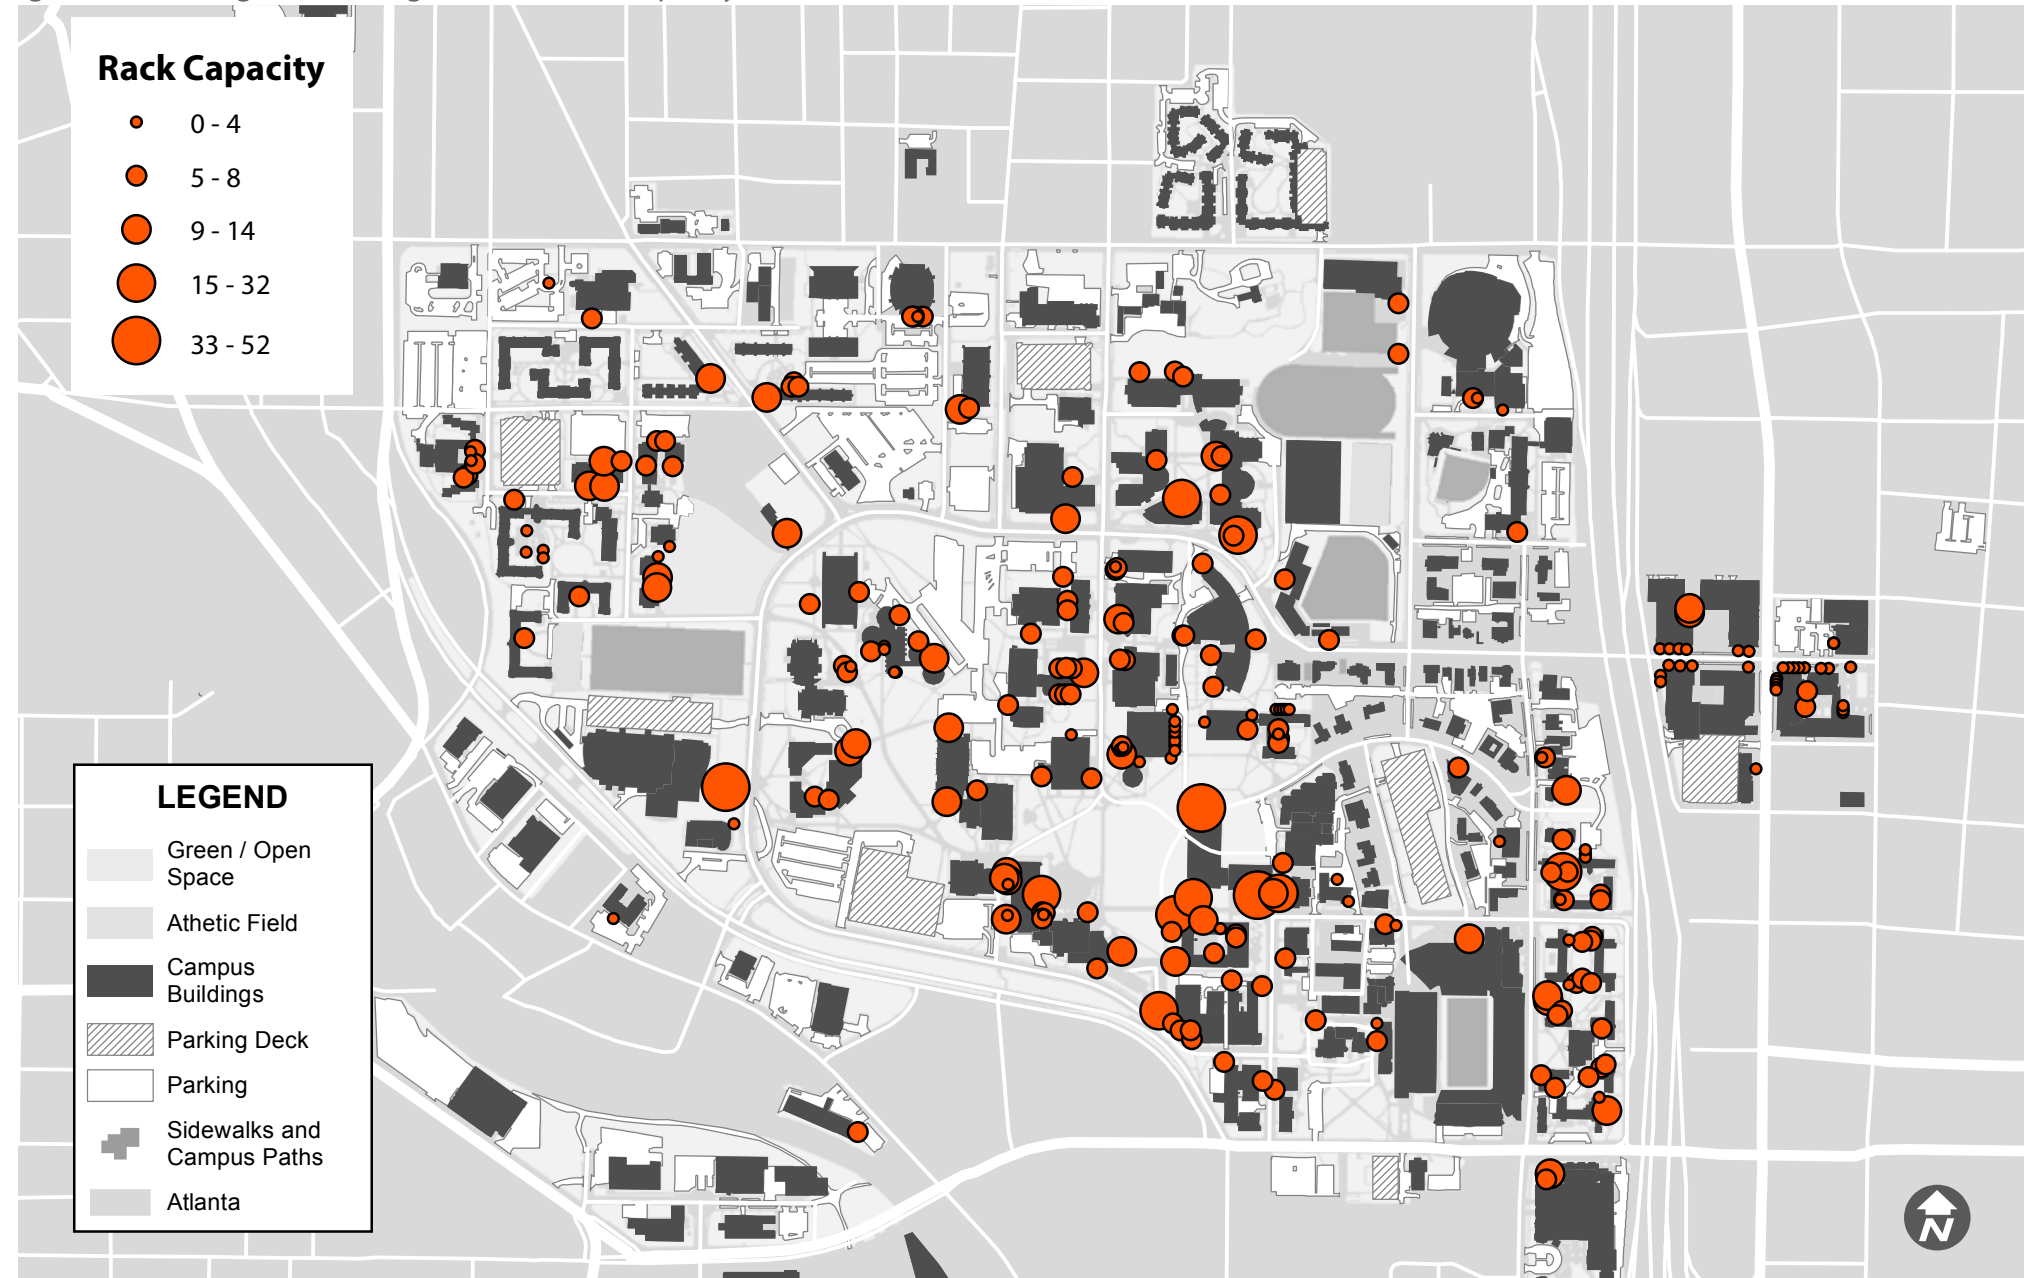 Rack Capacity
0 - 4
5 - 8
9 - 14
15 - 32
33 - 52
LEGEND
Green / Open
Space
Athetic Field
Campus
Buildings
Parking Deck
Parking
Sidewalks and
Campus Paths
Atlanta
N